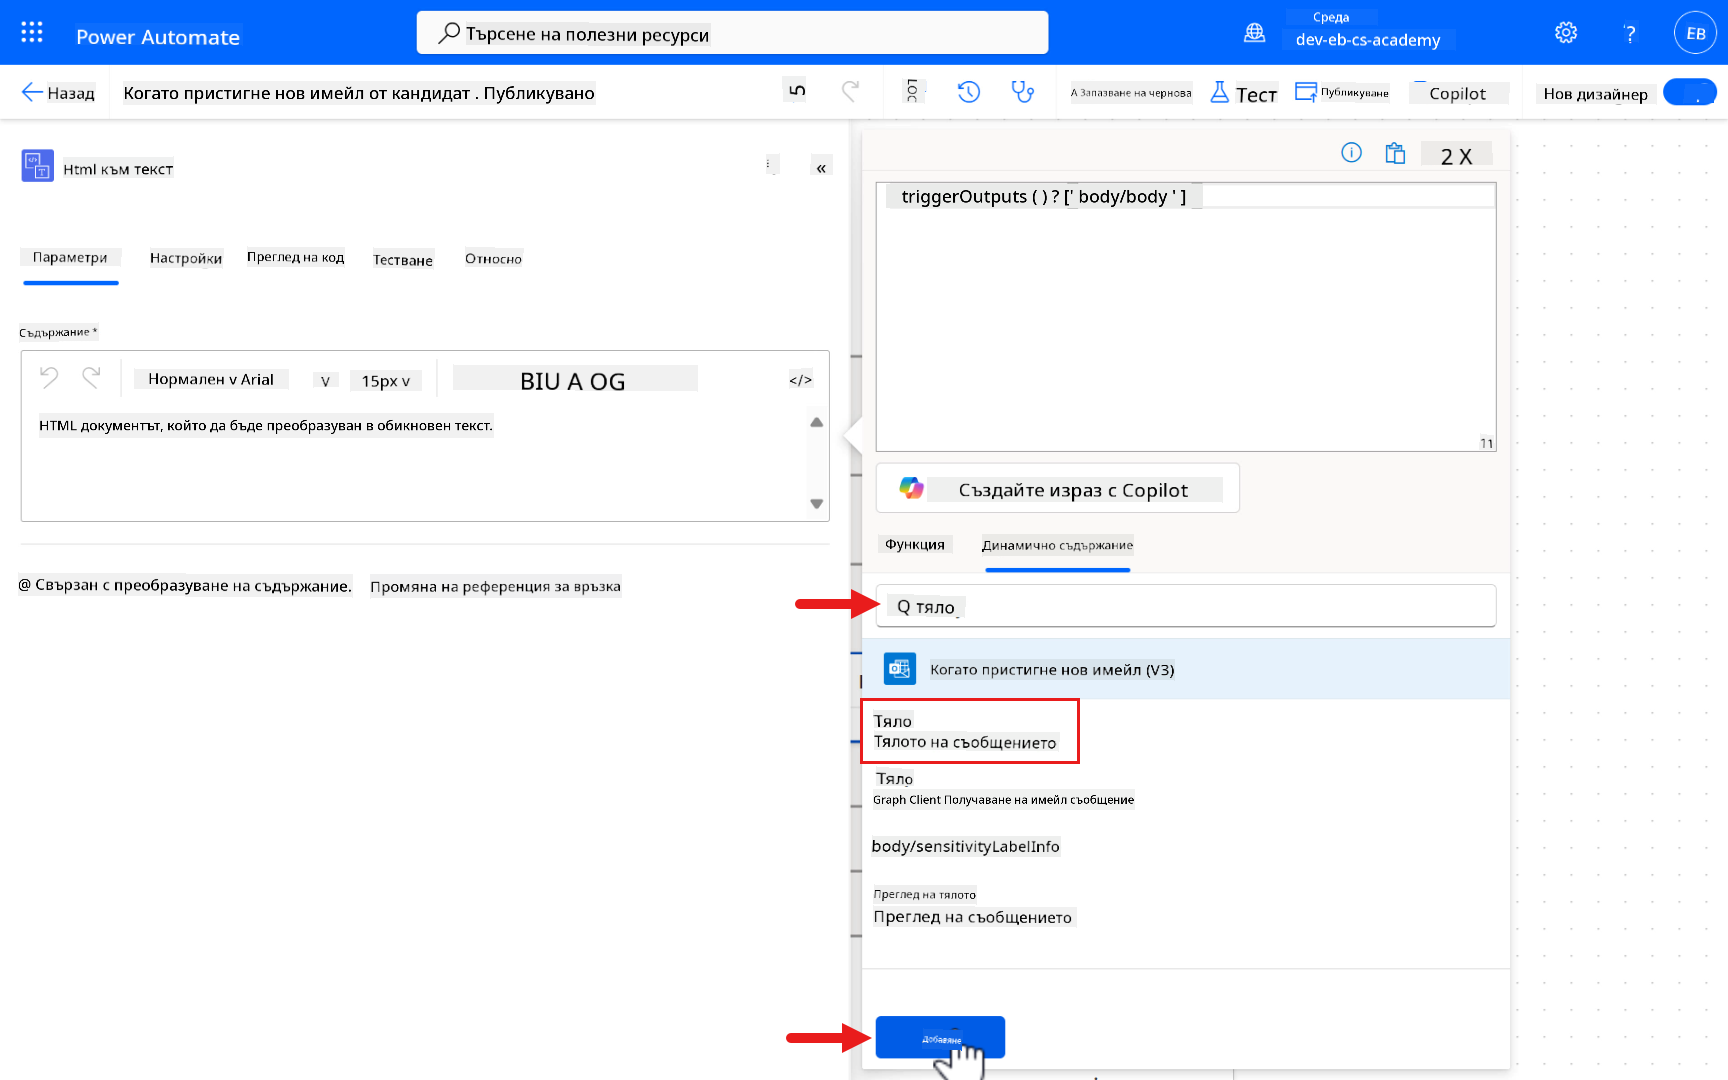 Power Automate
Търсене на полезни ресурси
Среда
dev-eb-cs-academy
?
EB
Назад
Когато пристигне нов имейл от кандидат . Публикувано
А Запазване на чернова
Тест
Публикуване
Copilot
Нов дизайнер
Html към текст
«
Параметри
Настройки
Преглед на код
Тестване
Относно
Съдържание *
Нормален v Arial
v
15px v
BIU A OG
</>
HTML документът, който да бъде преобразуван в обикновен текст.
@ Свързан с преобразуване на съдържание.
Промяна на референция за връзка
2 X
triggerOutputs ( ) ? [' body/body ' ]
11
Създайте израз с Copilot
Функция
Динамично съдържание
Q тяло
Когато пристигне нов имейл (V3)
Тяло
Тялото на съобщението
Тяло
Graph Client Получаване на имейл съобщение
body/sensitivityLabelInfo
Преглед на тялото
Преглед на съобщението
Добавяне